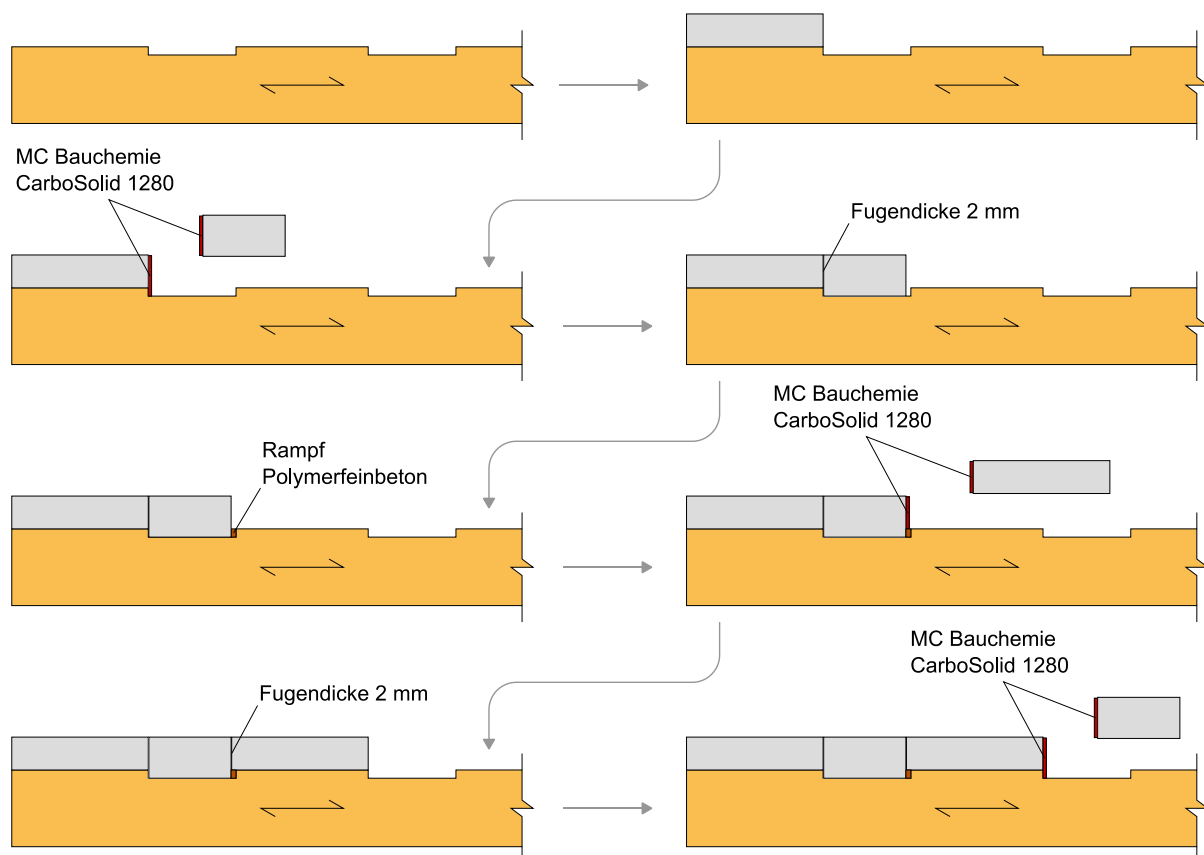 MC Bauchemie
CarboSolid 1280
Fugendicke 2 mm
MC Bauchemie
CarboSolid 1280
Rampf
Polymerfeinbeton
MC Bauchemie
CarboSolid 1280
Fugendicke 2 mm